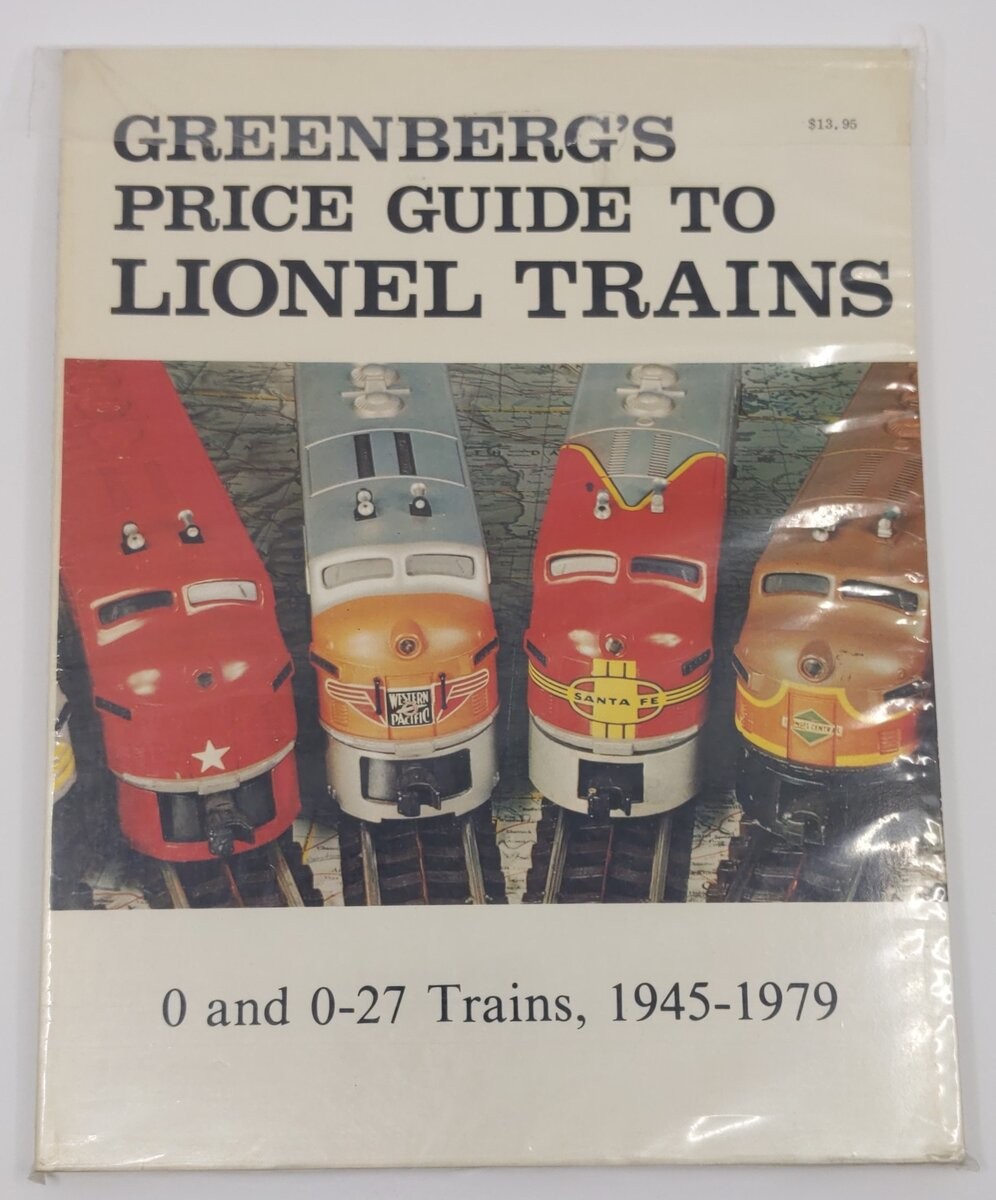 GREENBERG'S
$13.95
PRICE GUIDE TO
LIONEL TRAINS
WESTERN
PACIFIC
SANTA FE
0 and 0-27 Trains, 1945-1979